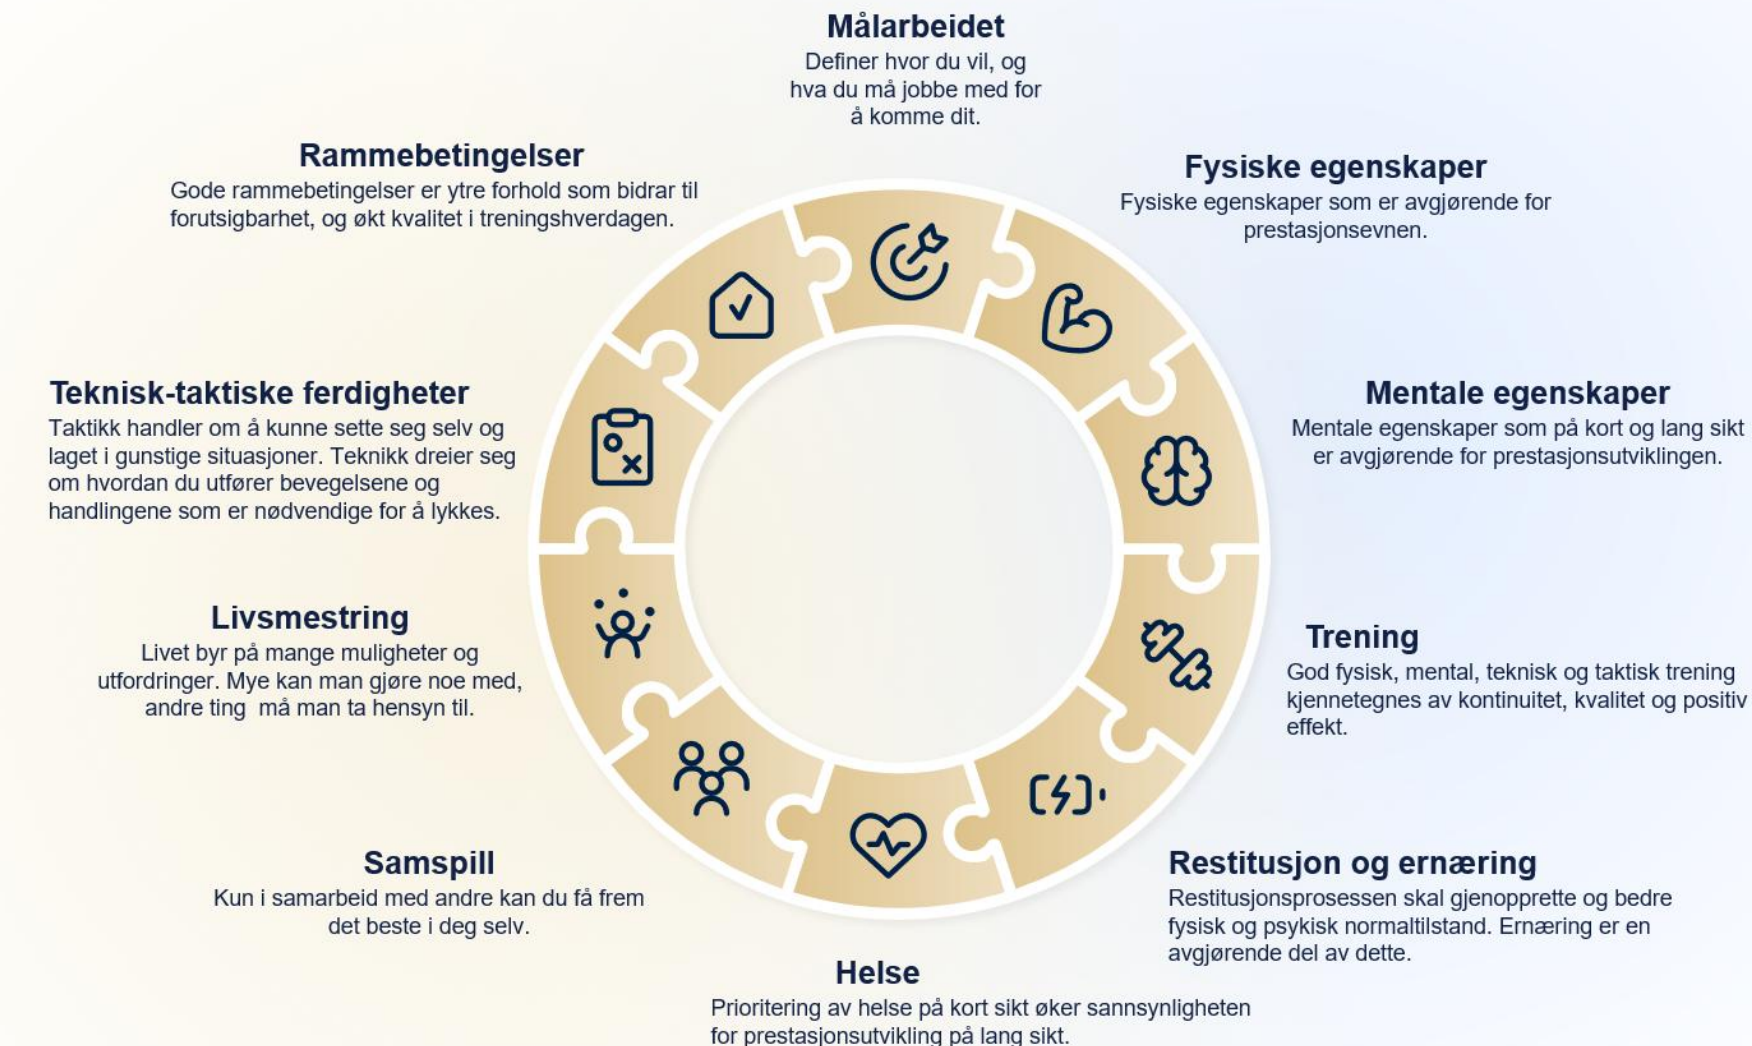 Målarbeidet
Definer hvor du vil, og
hva du må jobbe med for
å komme dit.
Fysiske egenskaper
Fysiske egenskaper som er avgjørende for
prestasjonsevnen.
Mentale egenskaper
Mentale egenskaper som på kort og lang sikt
er avgjørende for prestasjonsutviklingen.
Trening
God fysisk, mental, teknisk og taktisk trening
kjennetegnes av kontinuitet, kvalitet og positiv
effekt.
Restitusjon og ernæring
Restitusjonsprosessen skal gjenopprette og bedre
fysisk og psykisk normaltilstand. Ernæring er en
avgjørende del av dette.
Helse
Prioritering av helse på kort sikt øker sannsynligheten
for prestasjonsutvikling på lang sikt.
Samspill
Kun i samarbeid med andre kan du få frem
det beste i deg selv.
Livsmestring
Livet byr på mange muligheter og
utfordringer. Mye kan man gjøre noe med,
andre ting  må man ta hensyn til.
Teknisk-taktiske ferdigheter
Taktikk handler om å kunne sette seg selv og
laget i gunstige situasjoner. Teknikk dreier seg
om hvordan du utfører bevegelsene og
handlingene som er nødvendige for å lykkes.
Rammebetingelser
Gode rammebetingelser er ytre forhold som bidrar til
forutsigbarhet, og økt kvalitet i treningshverdagen.